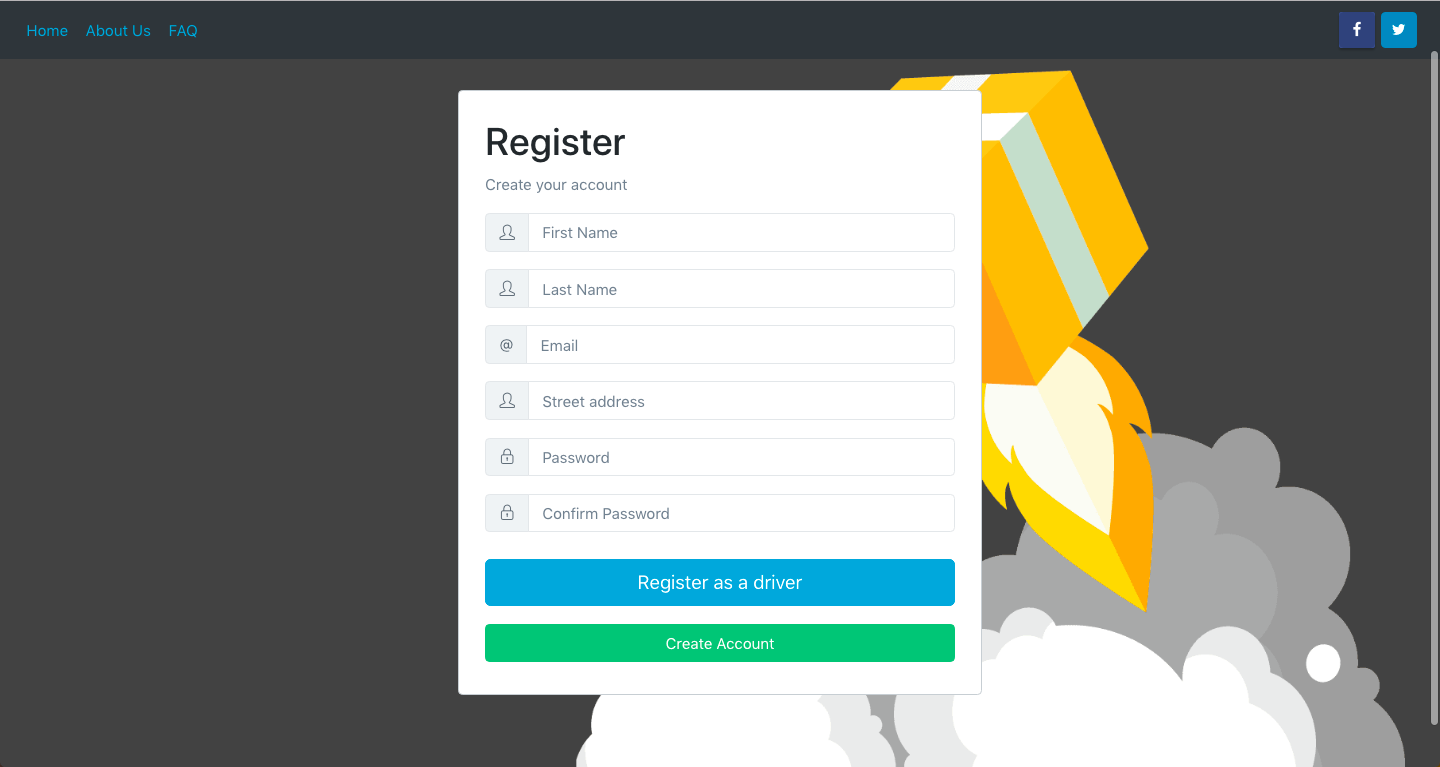 Home About Us FAQ
Register
Create your account
First Name
Last Name
@ Email
Street address
Password
Confirm Password
Register as a driver
Create Account